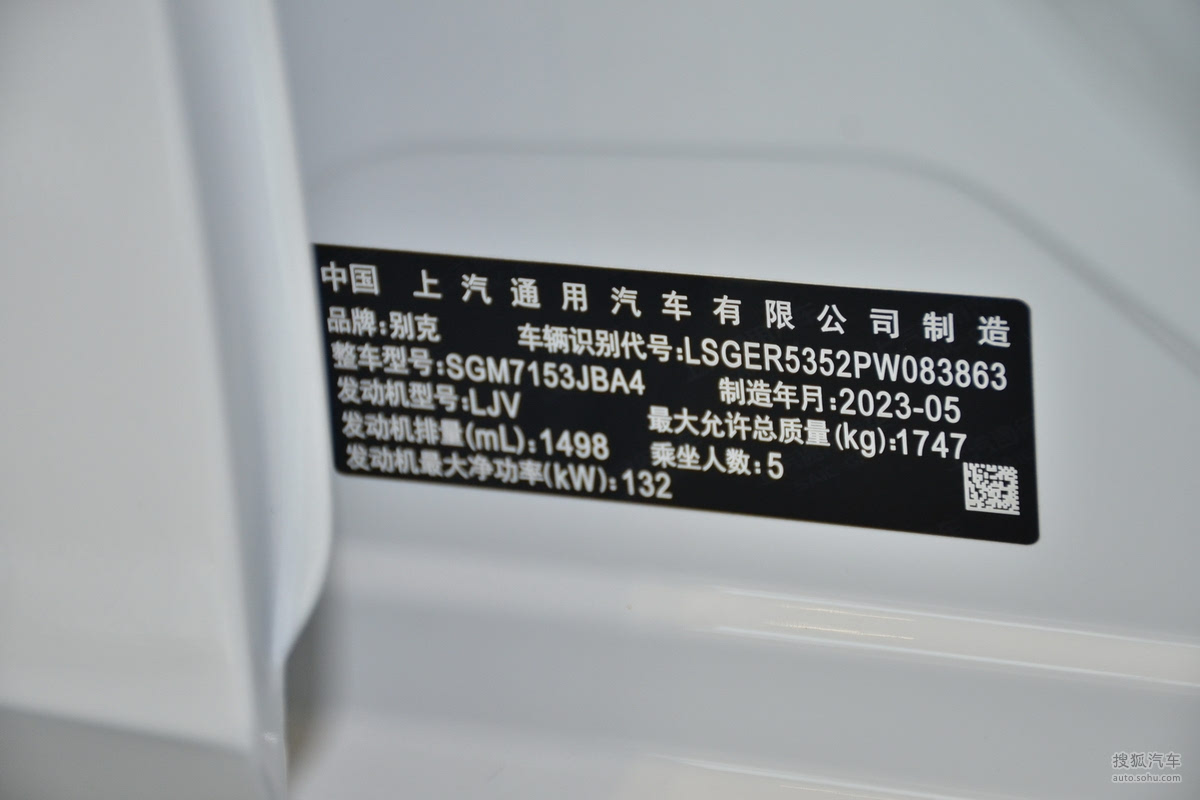 中国 上汽通用汽车有限公司制造
品牌:别克 车辆识别代号:LSGER5352PW083863
整车型号:SGM7153JBA4 制造年月:2023-05
发动机型号:LJV 最大允许总质量(kg):1747
发动机排量(mL):1498 乘坐人数:5
发动机最大净功率(kW):132
搜狐汽车
auto.sohu.com